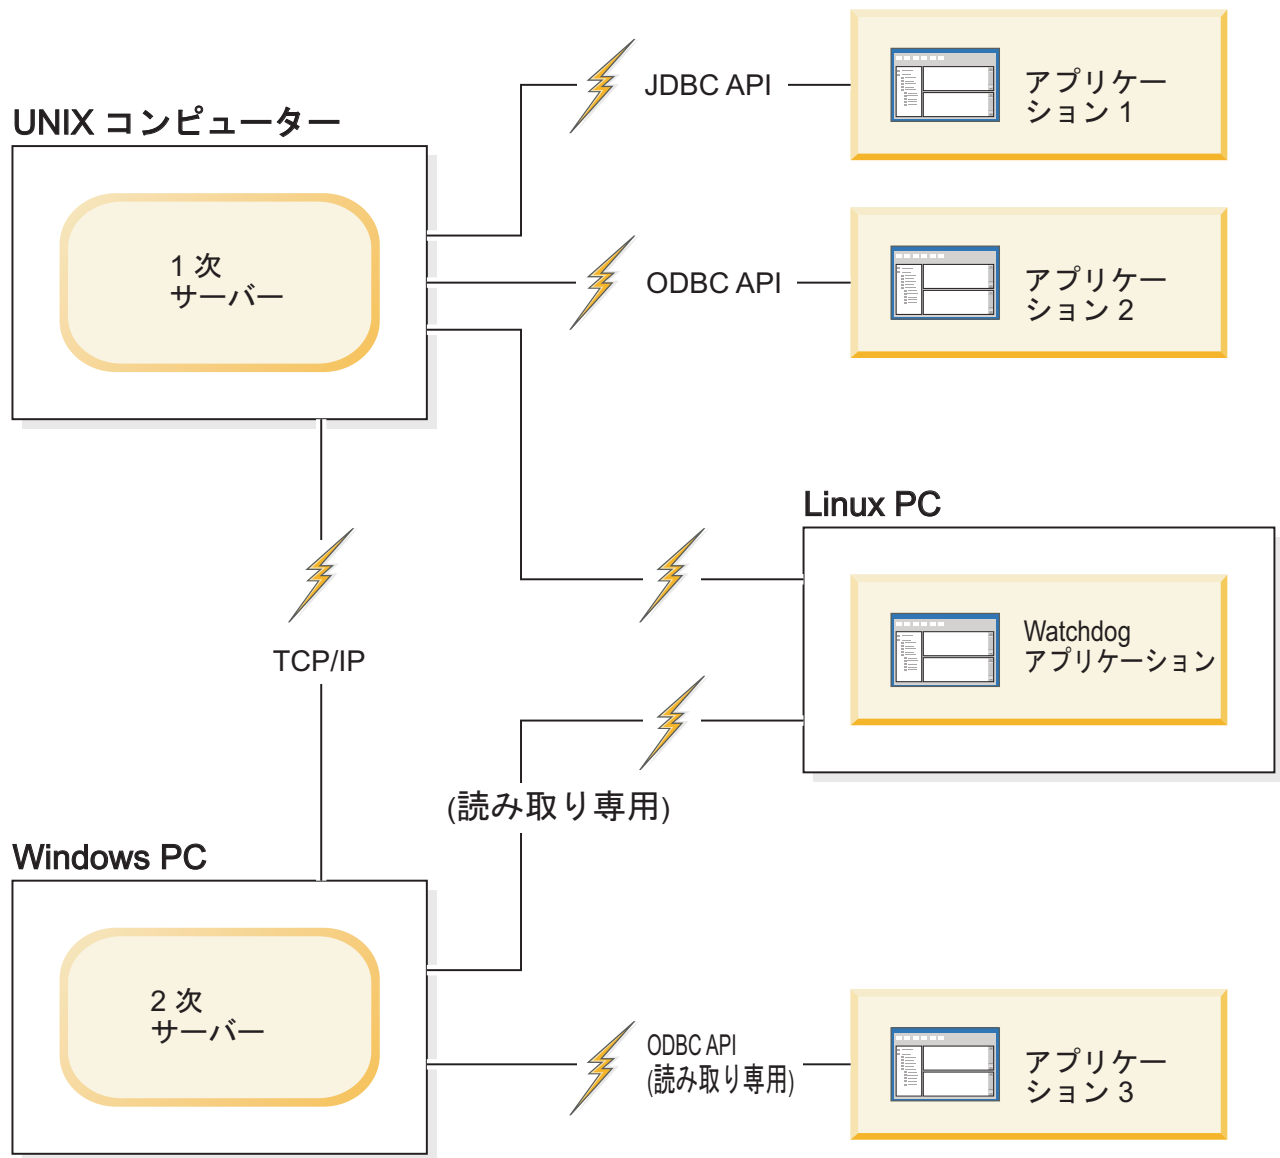 JDBC API
アプリケー
ション 1
UNIX コンピューター
1 次
サーバー
ODBC API
アプリケー
ション 2
Linux PC
Watchdog
アプリケーション
TCP/IP
(読み取り専用)
Windows PC
2 次
サーバー
ODBC API
(読み取り専用)
アプリケー
ション 3